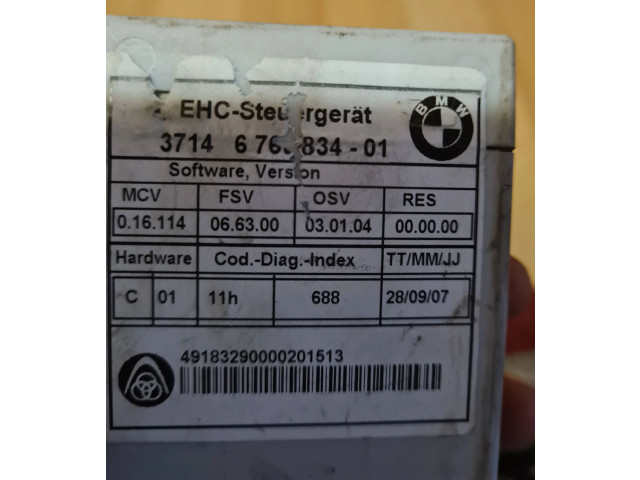 EHC-Steuergerät
BMW
3714 6 834 - 01
Software, Version
MCV FSV OSV RES
0.16.114 06.63.00 03.01.04 00.00.00
Hardware Cod.-Diag.-Index TT/MM/JJ
C 01 11h 688 28/09/07
49183290000201513